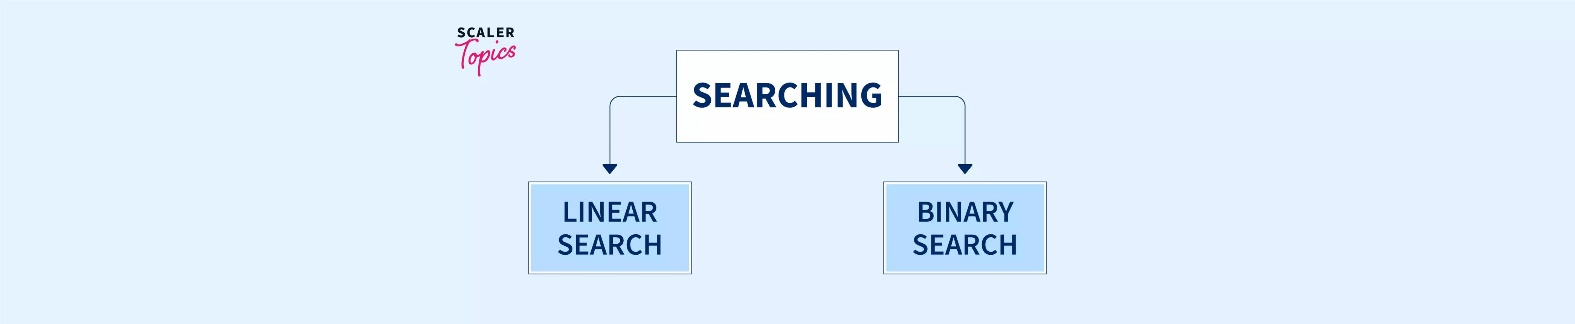 SCALER
Topics
SEARCHING
LINEAR
SEARCH
BINARY
SEARCH